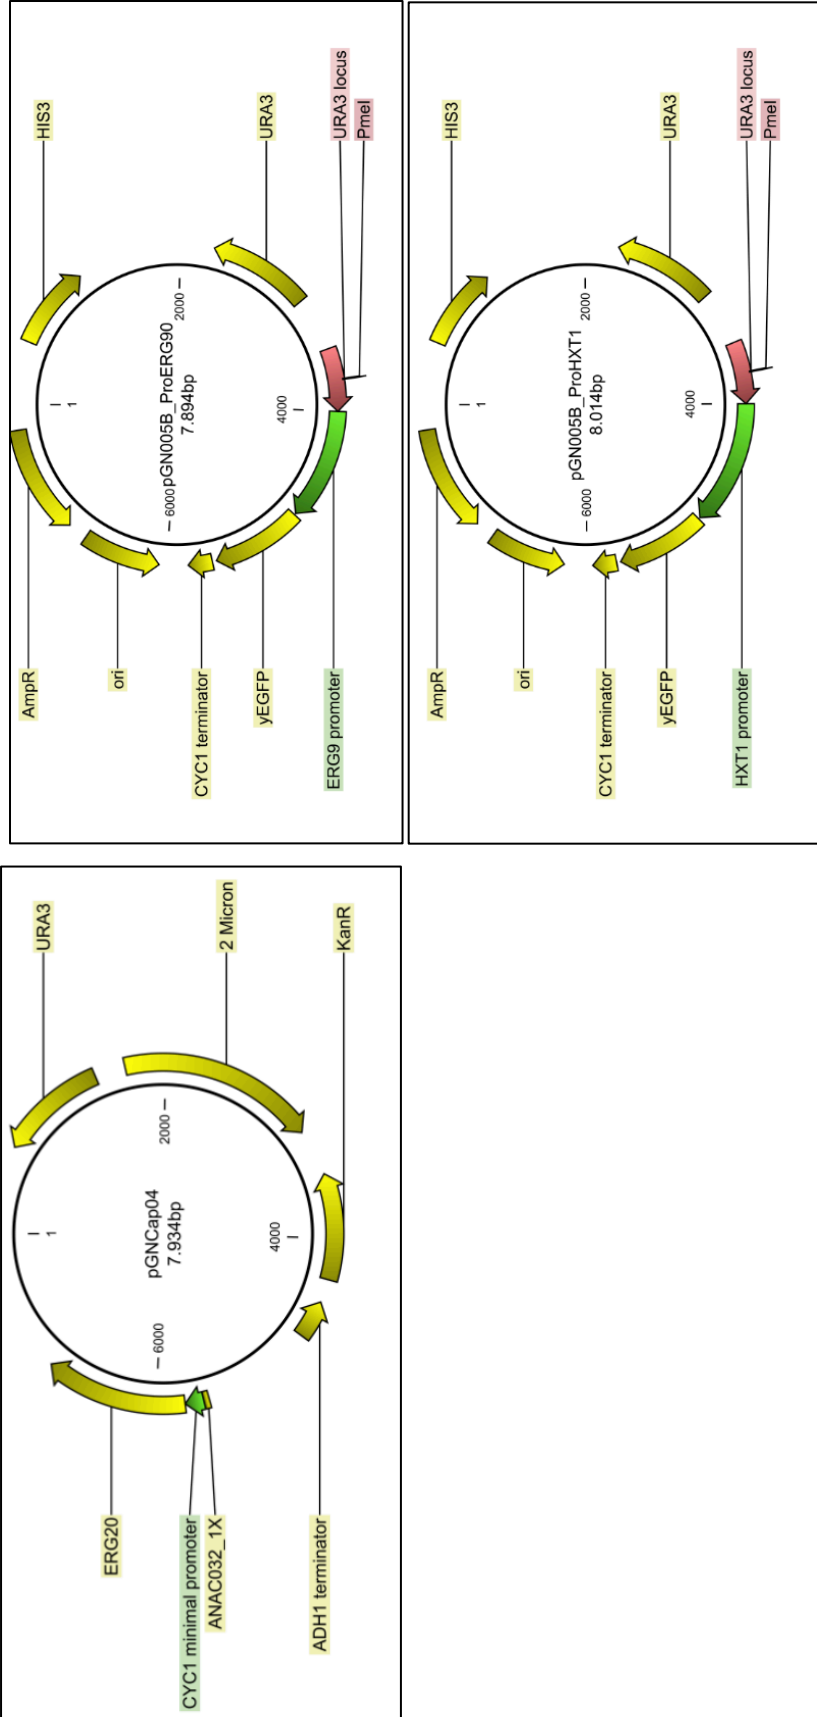 URA3
1
ERG20
6000
pGNCap04
7.934bp
2000
CYC1 minimal promoter
ANAC032_1X
2 Micron
4000
ADH1 terminator
KanR
AmpR
HIS3
1
ori
6000
pGN005B_ProERG90
7.894bp
2000
CYC1 terminator
yEGFP
URA3
4000
ERG9 promoter
URA3 locus
PmeI
AmpR
HIS3
1
ori
pGN005B_ProHXT1
8.014bp
6000
2000
CYC1 terminator
yEGFP
URA3
4000
HXT1 promoter
URA3 locus
PmeI